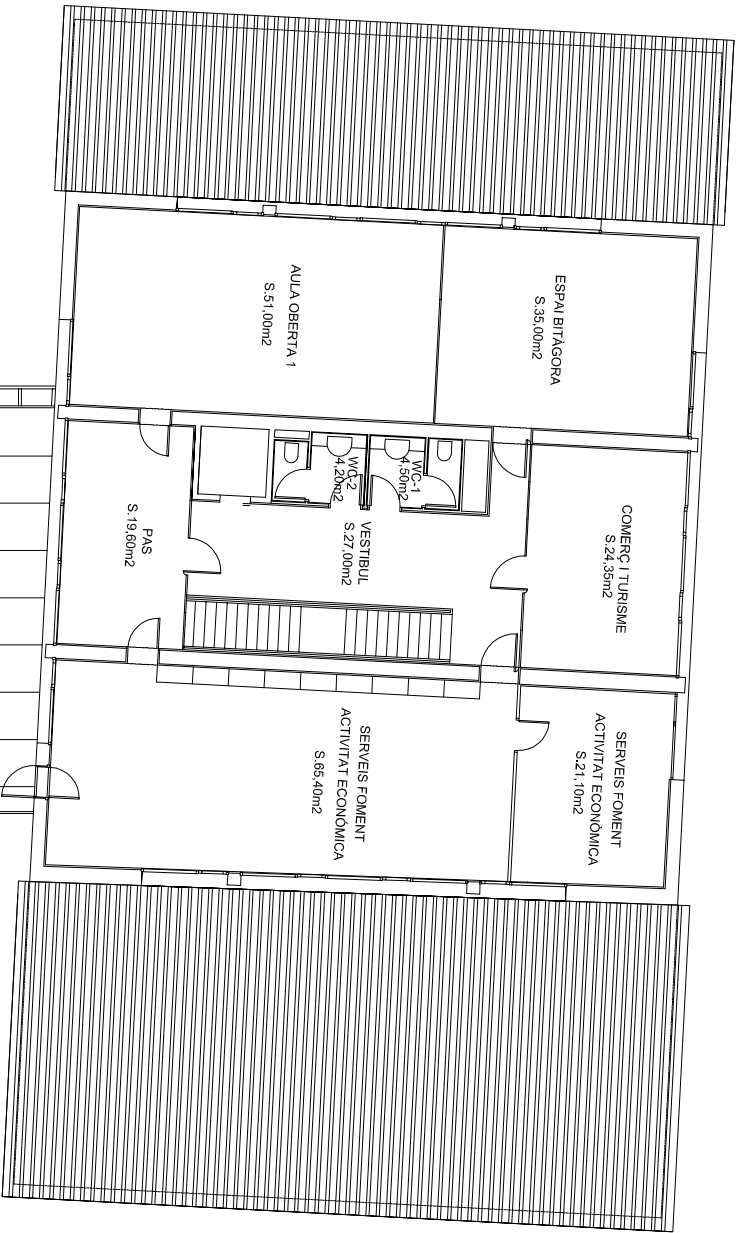 AULA OBERTA 1
S.51,00m2
ESPAI BITÀGORA
S.35,00m2
WC-2
4,20m2
WC-1
4,50m2
VESTIBUL
S.27,00m2
COMERÇ I TURISME
S.24,35m2
PAS
S.19,60m2
SERVEIS FOMENT
ACTIVITAT ECONÓMICA
S.65,40m2
SERVEIS FOMENT
ACTIVITAT ECONÒMICA
S.21,10m2